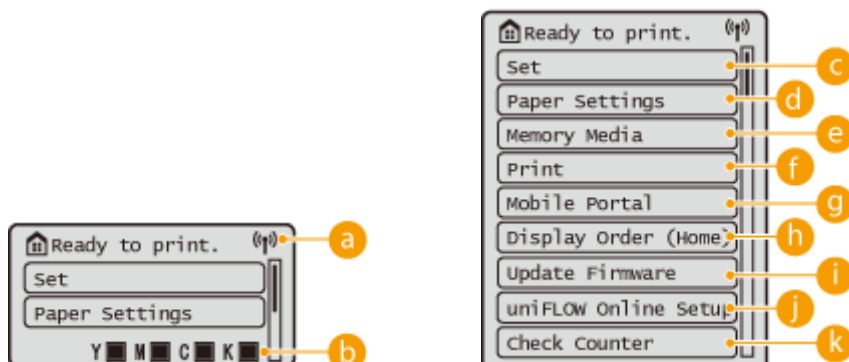 Ready to print.
Set
Paper Settings
Y M C K
a
b
Ready to print.
Set
Paper Settings
Memory Media
Print
Mobile Portal
Display Order (Home)
Update Firmware
uniFLOW Online Setup
Check Counter
c
d
e
f
g
h
i
j
k